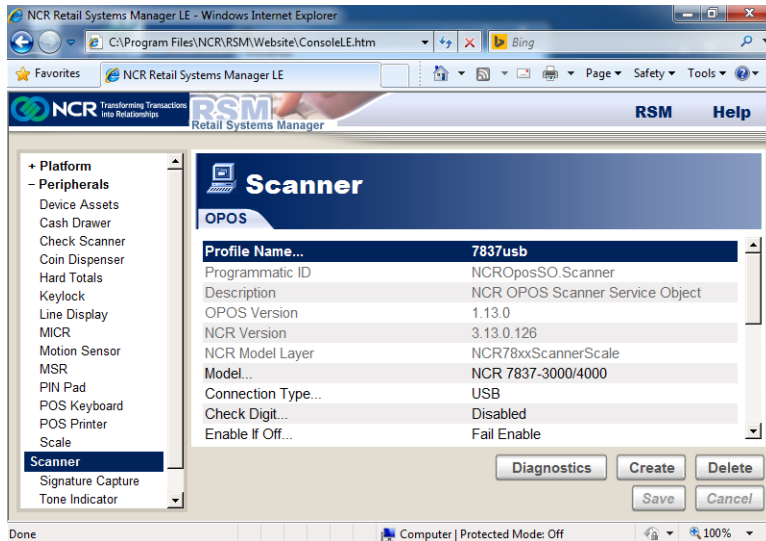 NCR Retail Systems Manager LE - Windows Internet Explorer
C:\Program Files\NCR\RSM\Website\ConsoleLE.htm
Bing
Favorites
NCR Retail Systems Manager LE
Page
Safety
Tools
NCR Transforming Transactions into Relationships
RSM
Retail Systems Manager
RSM
Help
+ Platform
− Peripherals
Device Assets
Cash Drawer
Check Scanner
Coin Dispenser
Hard Totals
Keylock
Line Display
MICR
Motion Sensor
MSR
PIN Pad
POS Keyboard
POS Printer
Scale
Scanner
Signature Capture
Tone Indicator
Scanner
OPOS
Profile Name... 7837usb
Programmatic ID NCROposSO.Scanner
Description NCR OPOS Scanner Service Object
OPOS Version 1.13.0
NCR Version 3.13.0.126
NCR Model Layer NCR78xxScannerScale
Model... NCR 7837-3000/4000
Connection Type... USB
Check Digit... Disabled
Enable If Off... Fail Enable
Diagnostics Create Delete
Save Cancel
Done
Computer | Protected Mode: Off
100%